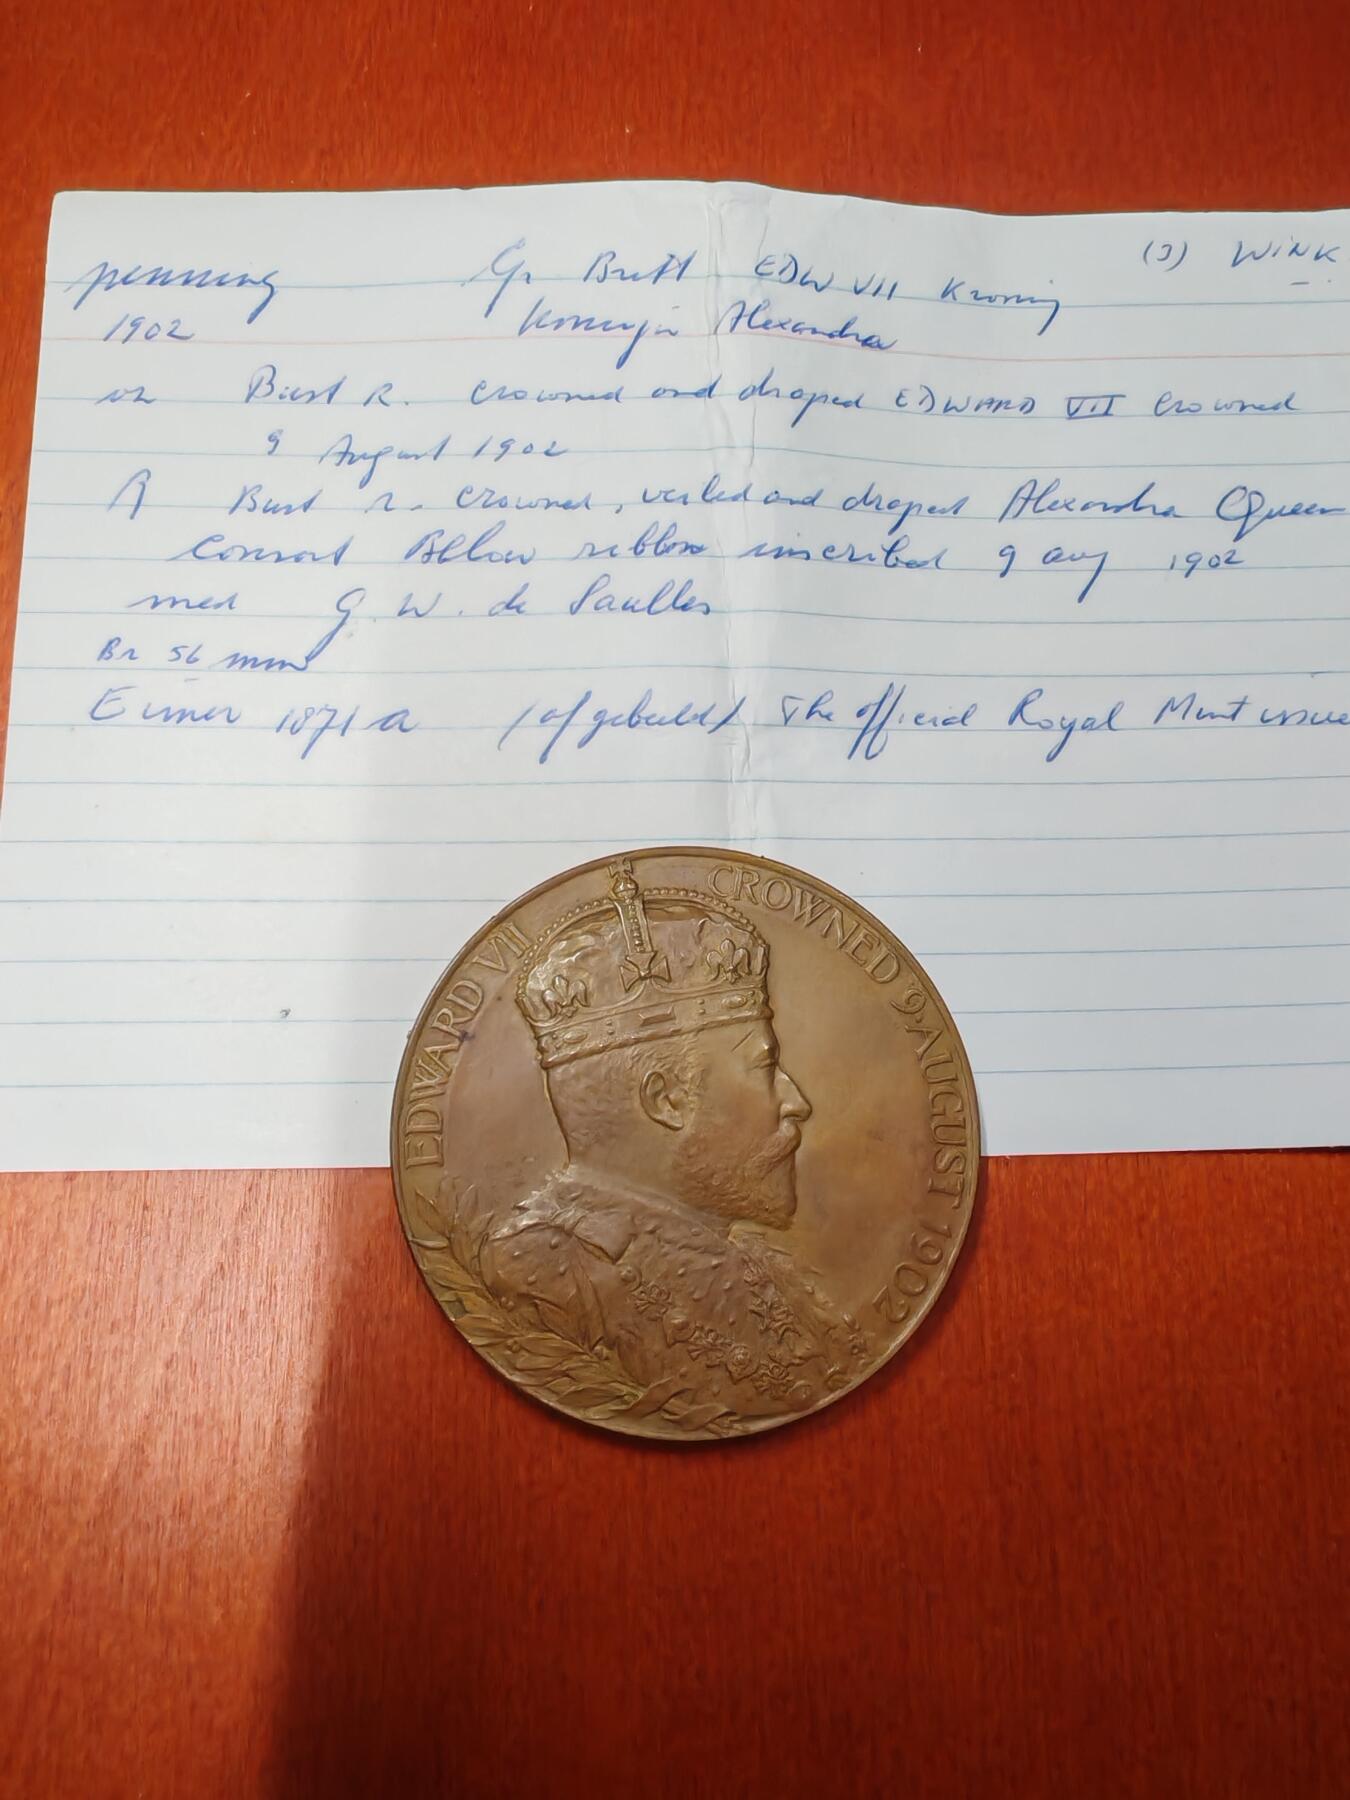 (J) WINK
penning Gr Britt EDW VII Kroning
1902 Koningin Alexandra
vz Bust R. crowned and draped EDWARD VII Crowned
9 August 1902
R Bust r. crowned, veiled and draped Alexandra Queen
Consort Below ribbon inscribed 9 aug 1902
med G. W. de Saulles
Br 56 mm
Eimer 1871 a (afgebeeld) The official Royal Mint issue
EDWARD VII CROWNED 9·AUGUST 1902